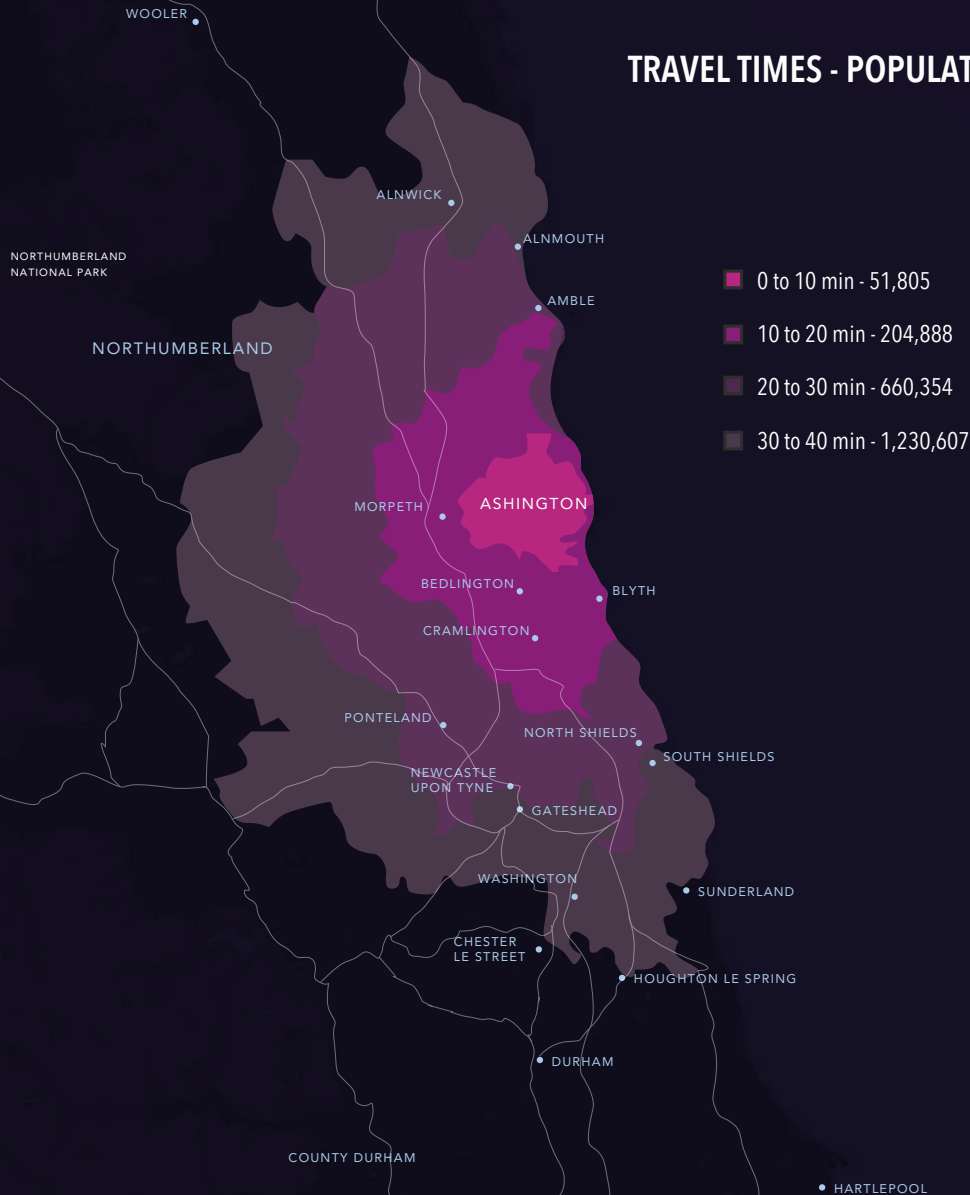 WOOLER
TRAVEL TIMES - POPULAT
ALNWICK
ALNMOUTH
NORTHUMBERLAND
NATIONAL PARK
0 to 10 min - 51,805
AMBLE
10 to 20 min - 204,888
NORTHUMBERLAND
20 to 30 min - 660,354
30 to 40 min - 1,230,607
MORPETH
ASHINGTON
BEDLINGTON
BLYTH
CRAMLINGTON
PONTELAND
NORTH SHIELDS
SOUTH SHIELDS
NEWCASTLE
UPON TYNE
GATESHEAD
WASHINGTON
SUNDERLAND
CHESTER
LE STREET
HOUGHTON LE SPRING
DURHAM
COUNTY DURHAM
HARTLEPOOL